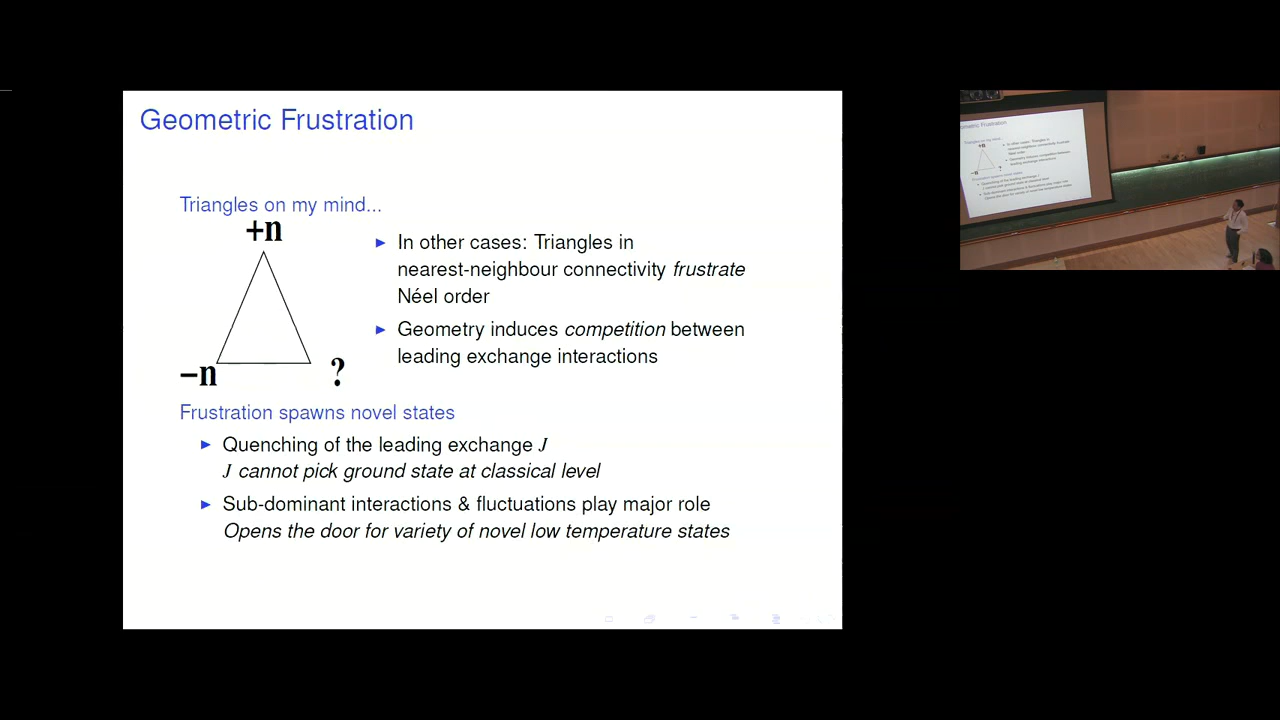 Geometric Frustration
Triangles on my mind...
+n
−n
?
► In other cases: Triangles in
nearest-neighbour connectivity frustrate
Néel order
► Geometry induces competition between
leading exchange interactions
Frustration spawns novel states
► Quenching of the leading exchange J
J cannot pick ground state at classical level
► Sub-dominant interactions & fluctuations play major role
Opens the door for variety of novel low temperature states